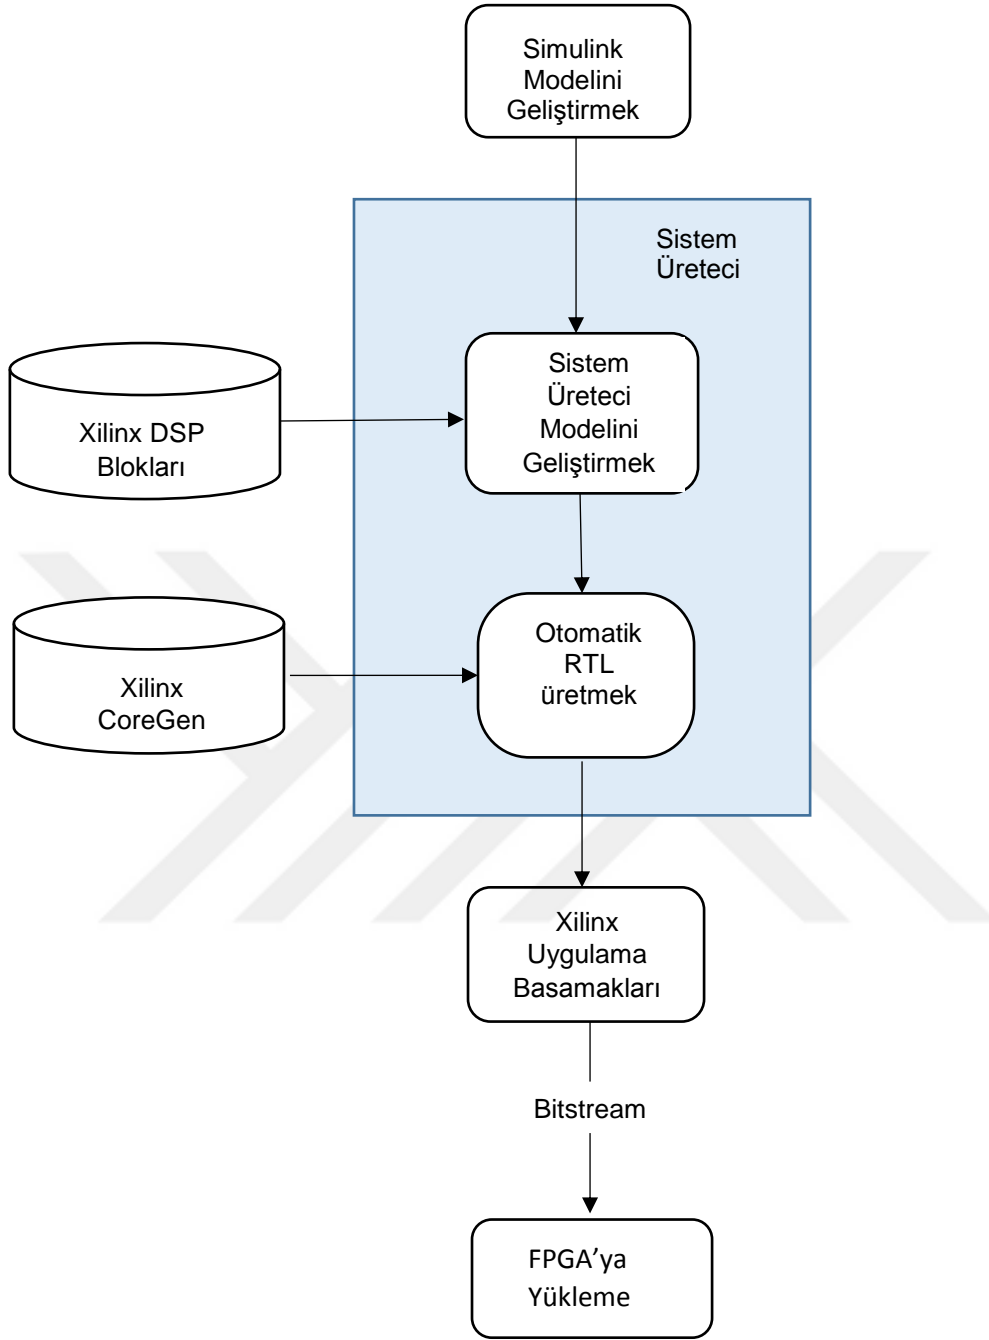 Simulink
Modelini
Geliştirmek
Sistem
Üreteci
Sistem
Üreteci
Modelini
Geliştirmek
Xilinx DSP
Blokları
Otomatik
RTL
üretmek
Xilinx
CoreGen
Xilinx
Uygulama
Basamakları
Bitstream
FPGA’ya
Yükleme